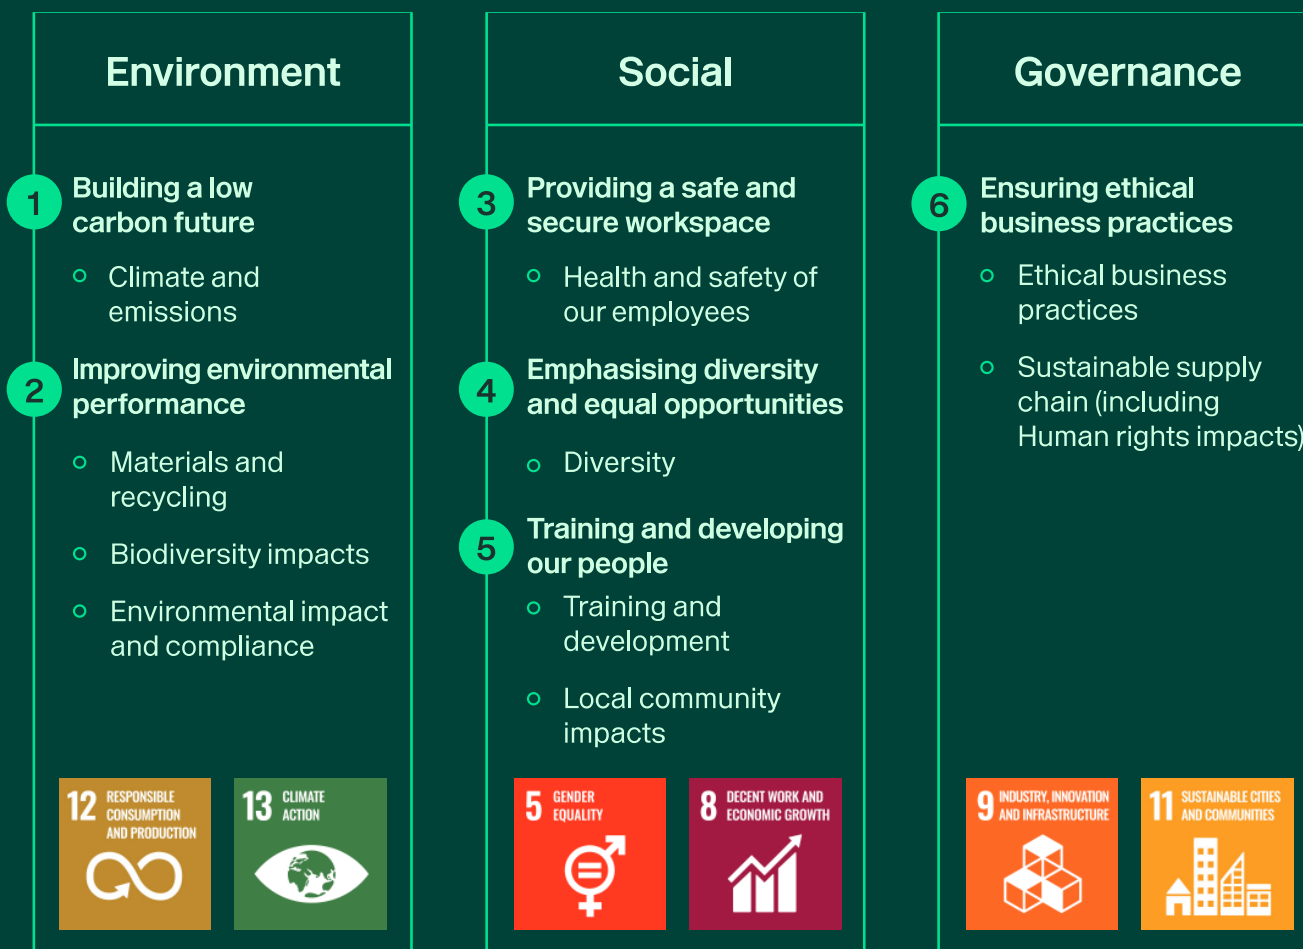 Environment
1
Building a low
carbon future
Climate and
emissions
2
Improving environmental
performance
Materials and
recycling
Biodiversity impacts
Environmental impact
and compliance
12 RESPONSIBLE
CONSUMPTION
AND PRODUCTION
13 CLIMATE
ACTION
Social
3
Providing a safe and
secure workspace
Health and safety of
our employees
4
Emphasising diversity
and equal opportunities
Diversity
5
Training and developing
our people
Training and
development
Local community
impacts
5 GENDER
EQUALITY
8 DECENT WORK AND
ECONOMIC GROWTH
Governance
6
Ensuring ethical
business practices
Ethical business
practices
Sustainable supply
chain (including
Human rights impacts)
9 INDUSTRY, INNOVATION
AND INFRASTRUCTURE
11 SUSTAINABLE CITIES
AND COMMUNITIES